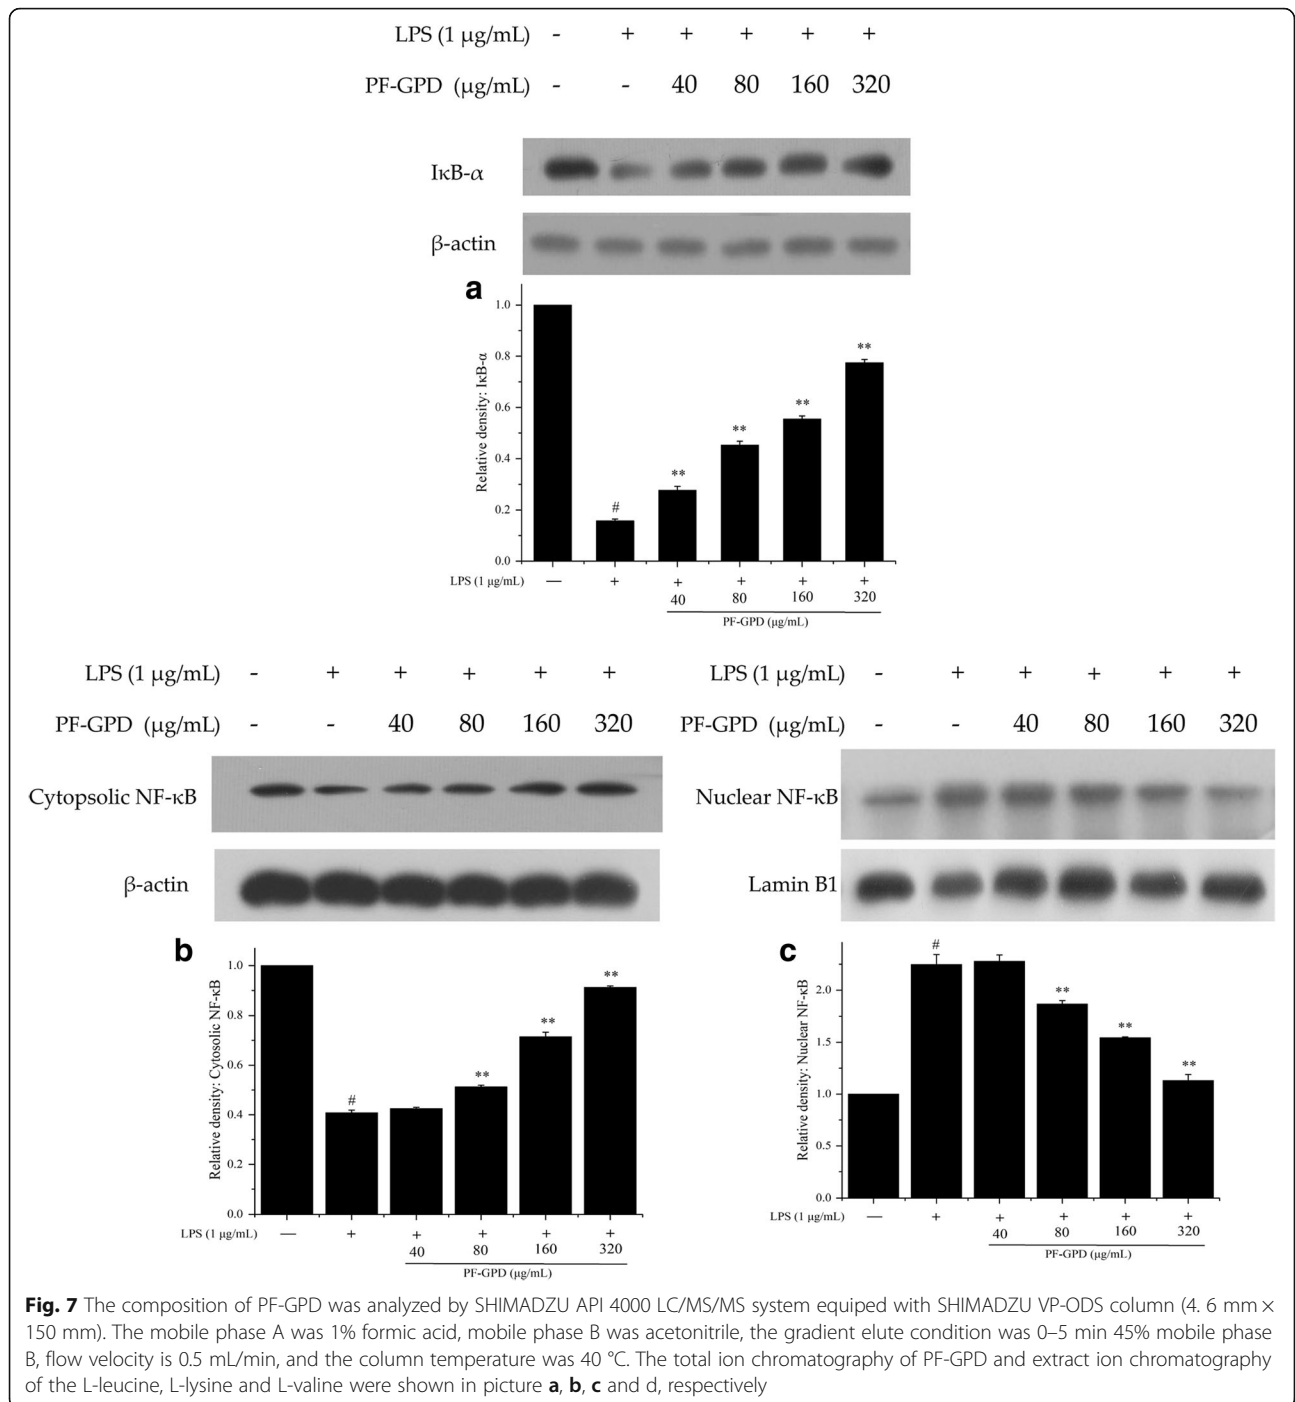 LPS (1 µg/mL) - + + + + +
PF-GPD (µg/mL) - - 40 80 160 320
IκB-α
β-actin
a
Relative density: IκB-α
1.0
0.8
0.6
0.4
0.2
0.0
# ** ** ** **
LPS (1 µg/mL) — + + + + +
40 80 160 320
PF-GPD (µg/mL)
LPS (1 µg/mL) - + + + + +
PF-GPD (µg/mL) - - 40 80 160 320
Cytopsolic NF-κB
β-actin
b
Relative density: Cytosolic NF-κB
1.0
0.8
0.6
0.4
0.2
0.0
# ** ** **
LPS (1 µg/mL) — + + + + +
40 80 160 320
PF-GPD (µg/mL)
LPS (1 µg/mL) - + + + + +
PF-GPD (µg/mL) - - 40 80 160 320
Nuclear NF-κB
Lamin B1
c
Relative density: Nuclear NF-κB
2.0
1.5
1.0
0.5
0.0
# ** ** **
LPS (1 µg/mL) — + + + + +
40 80 160 320
PF-GPD (µg/mL)
Fig. 7 The composition of PF-GPD was analyzed by SHIMADZU API 4000 LC/MS/MS system equiped with SHIMADZU VP-ODS column (4. 6 mm ×
150 mm). The mobile phase A was 1% formic acid, mobile phase B was acetonitrile, the gradient elute condition was 0–5 min 45% mobile phase
B, flow velocity is 0.5 mL/min, and the column temperature was 40 °C. The total ion chromatography of PF-GPD and extract ion chromatography
of the L-leucine, L-lysine and L-valine were shown in picture a, b, c and d, respectively